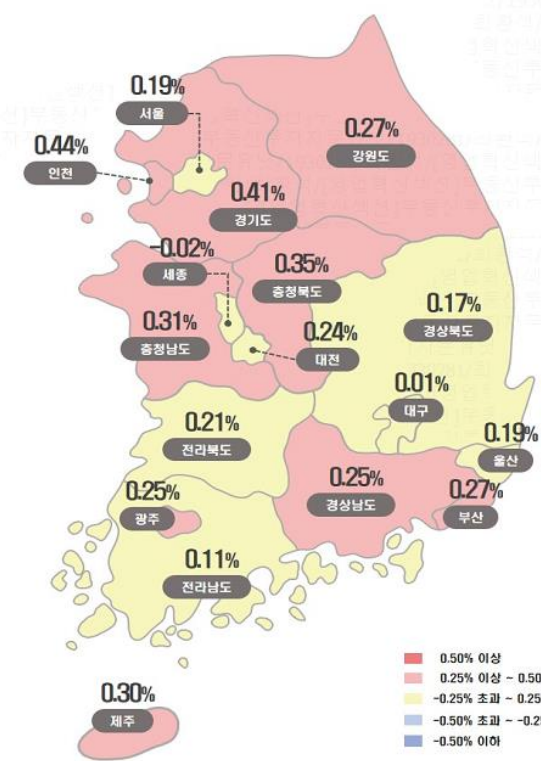 0.19%
서울
0.44%
인천
0.27%
강원도
0.41%
경기도
-0.02%
세종
0.35%
충청북도
0.31%
충청남도
0.24%
대전
0.17%
경상북도
0.01%
대구
0.21%
전라북도
0.19%
울산
0.25%
경상남도
0.27%
부산
0.25%
광주
0.11%
전라남도
0.30%
제주
0.50% 이상
0.25% 이상 ~ 0.50
-0.25% 초과 ~ 0.25
-0.50% 초과 ~ -0.25
-0.50% 이하